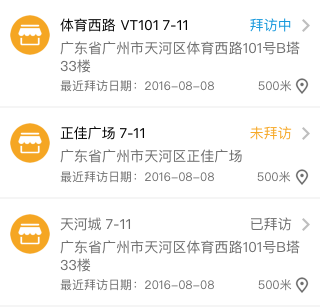 体育西路 VT101 7-11 拜访中
广东省广州市天河区体育西路101号B塔
33楼
最近拜访日期：2016-08-08 500米
正佳广场 7-11 未拜访
广东省广州市天河区正佳广场
最近拜访日期：2016-08-08 500米
天河城 7-11 已拜访
广东省广州市天河区体育西路101号B塔
33楼
最近拜访日期：2016-08-08 500米